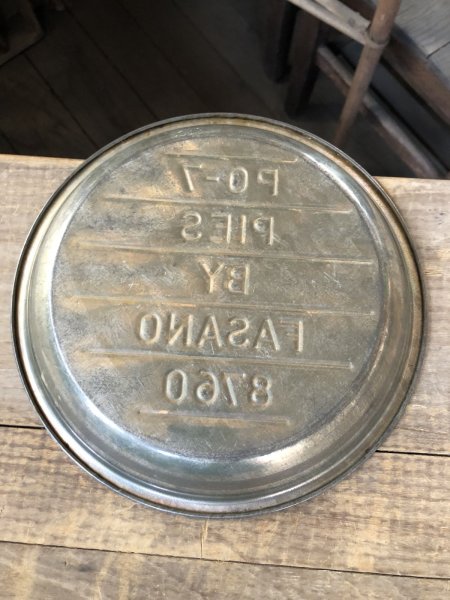 PO-7
PIES
BY
FASANO
8760